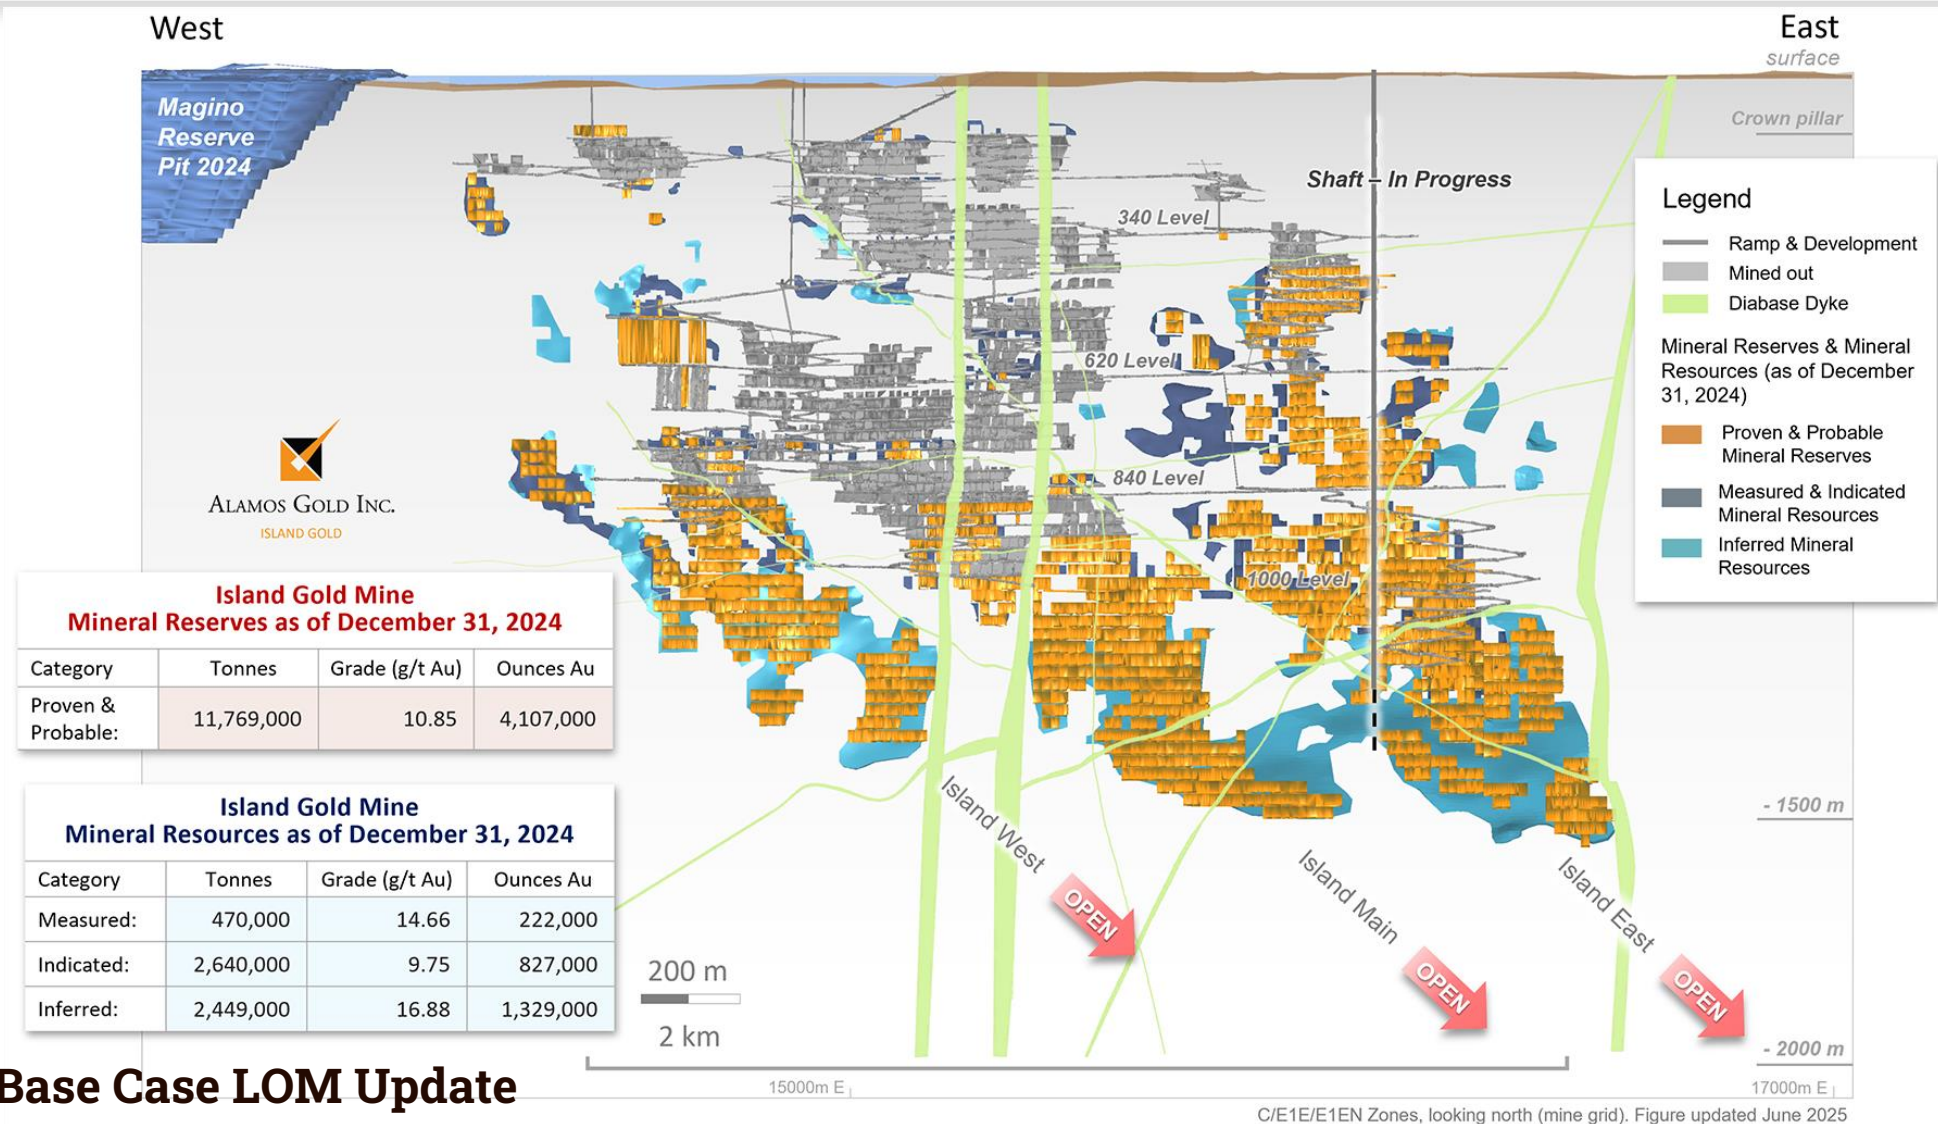 West
East
surface
Magino
Reserve
Pit 2024
Crown pillar
Shaft – In Progress
340 Level
620 Level
840 Level
1000 Level
Legend
Ramp & Development
Mined out
Diabase Dyke
Mineral Reserves & Mineral
Resources (as of December
31, 2024)
Proven & Probable
Mineral Reserves
Measured & Indicated
Mineral Resources
Inferred Mineral
Resources
ALAMOS GOLD INC.
ISLAND GOLD
Island Gold Mine
Mineral Reserves as of December 31, 2024
Category Tonnes Grade (g/t Au) Ounces Au
Proven &
Probable: 11,769,000 10.85 4,107,000
Island Gold Mine
Mineral Resources as of December 31, 2024
Category Tonnes Grade (g/t Au) Ounces Au
Measured: 470,000 14.66 222,000
Indicated: 2,640,000 9.75 827,000
Inferred: 2,449,000 16.88 1,329,000
- 1500 m
Island West
OPEN
Island Main
OPEN
Island East
OPEN
200 m
2 km
- 2000 m
15000m E
17000m E
Base Case LOM Update
C/E1E/E1EN Zones, looking north (mine grid). Figure updated June 2025